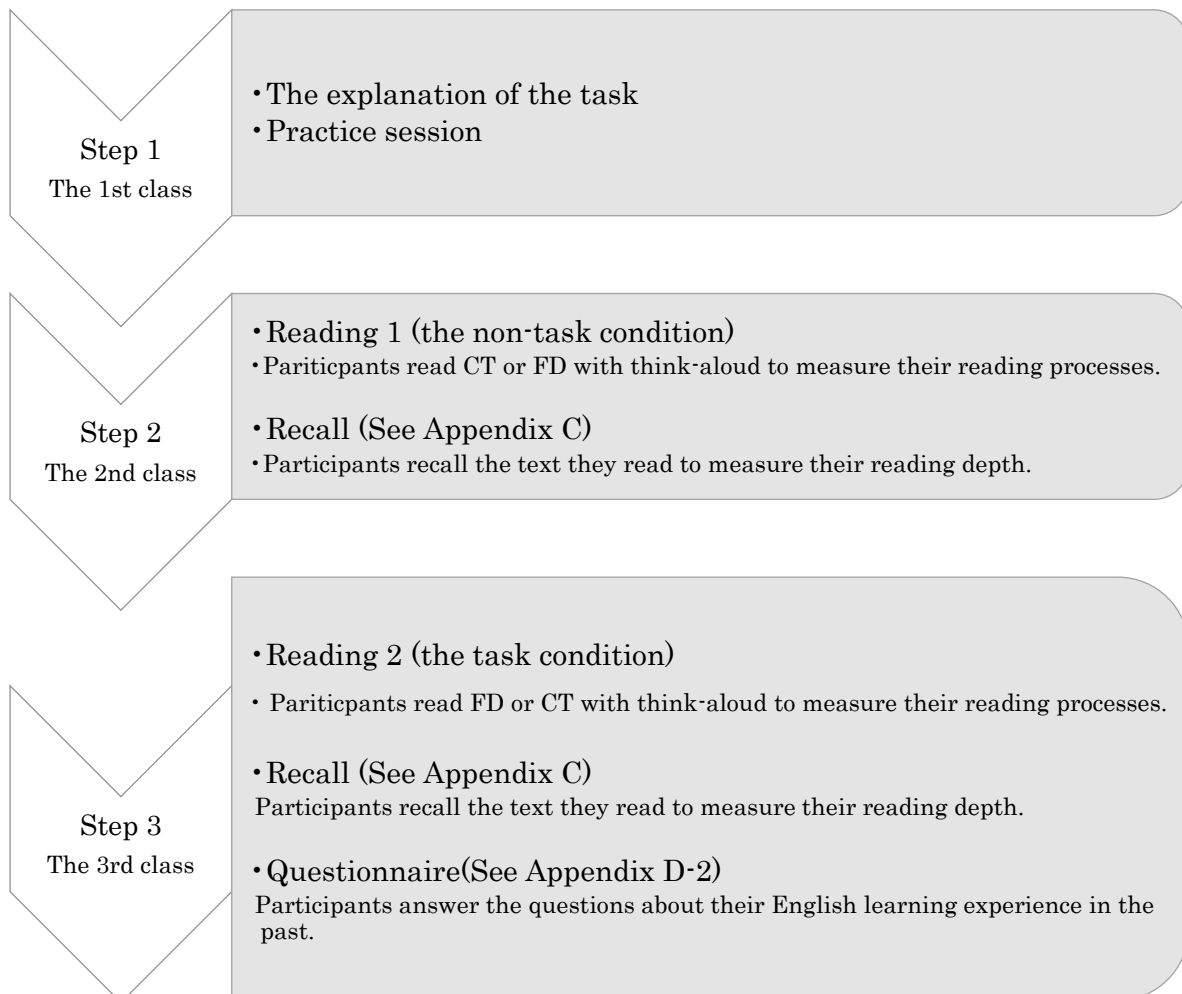 Step 1
The 1st class
・The explanation of the task
・Practice session
Step 2
The 2nd class
・Reading 1 (the non-task condition)
・Pariticpants read CT or FD with think-aloud to measure their reading processes.
・Recall (See Appendix C)
・Participants recall the text they read to measure their reading depth.
Step 3
The 3rd class
・Reading 2 (the task condition)
・ Pariticpants read FD or CT with think-aloud to measure their reading processes.
・Recall (See Appendix C)
Participants recall the text they read to measure their reading depth.
・Questionnaire(See Appendix D-2)
Participants answer the questions about their English learning experience in the
past.